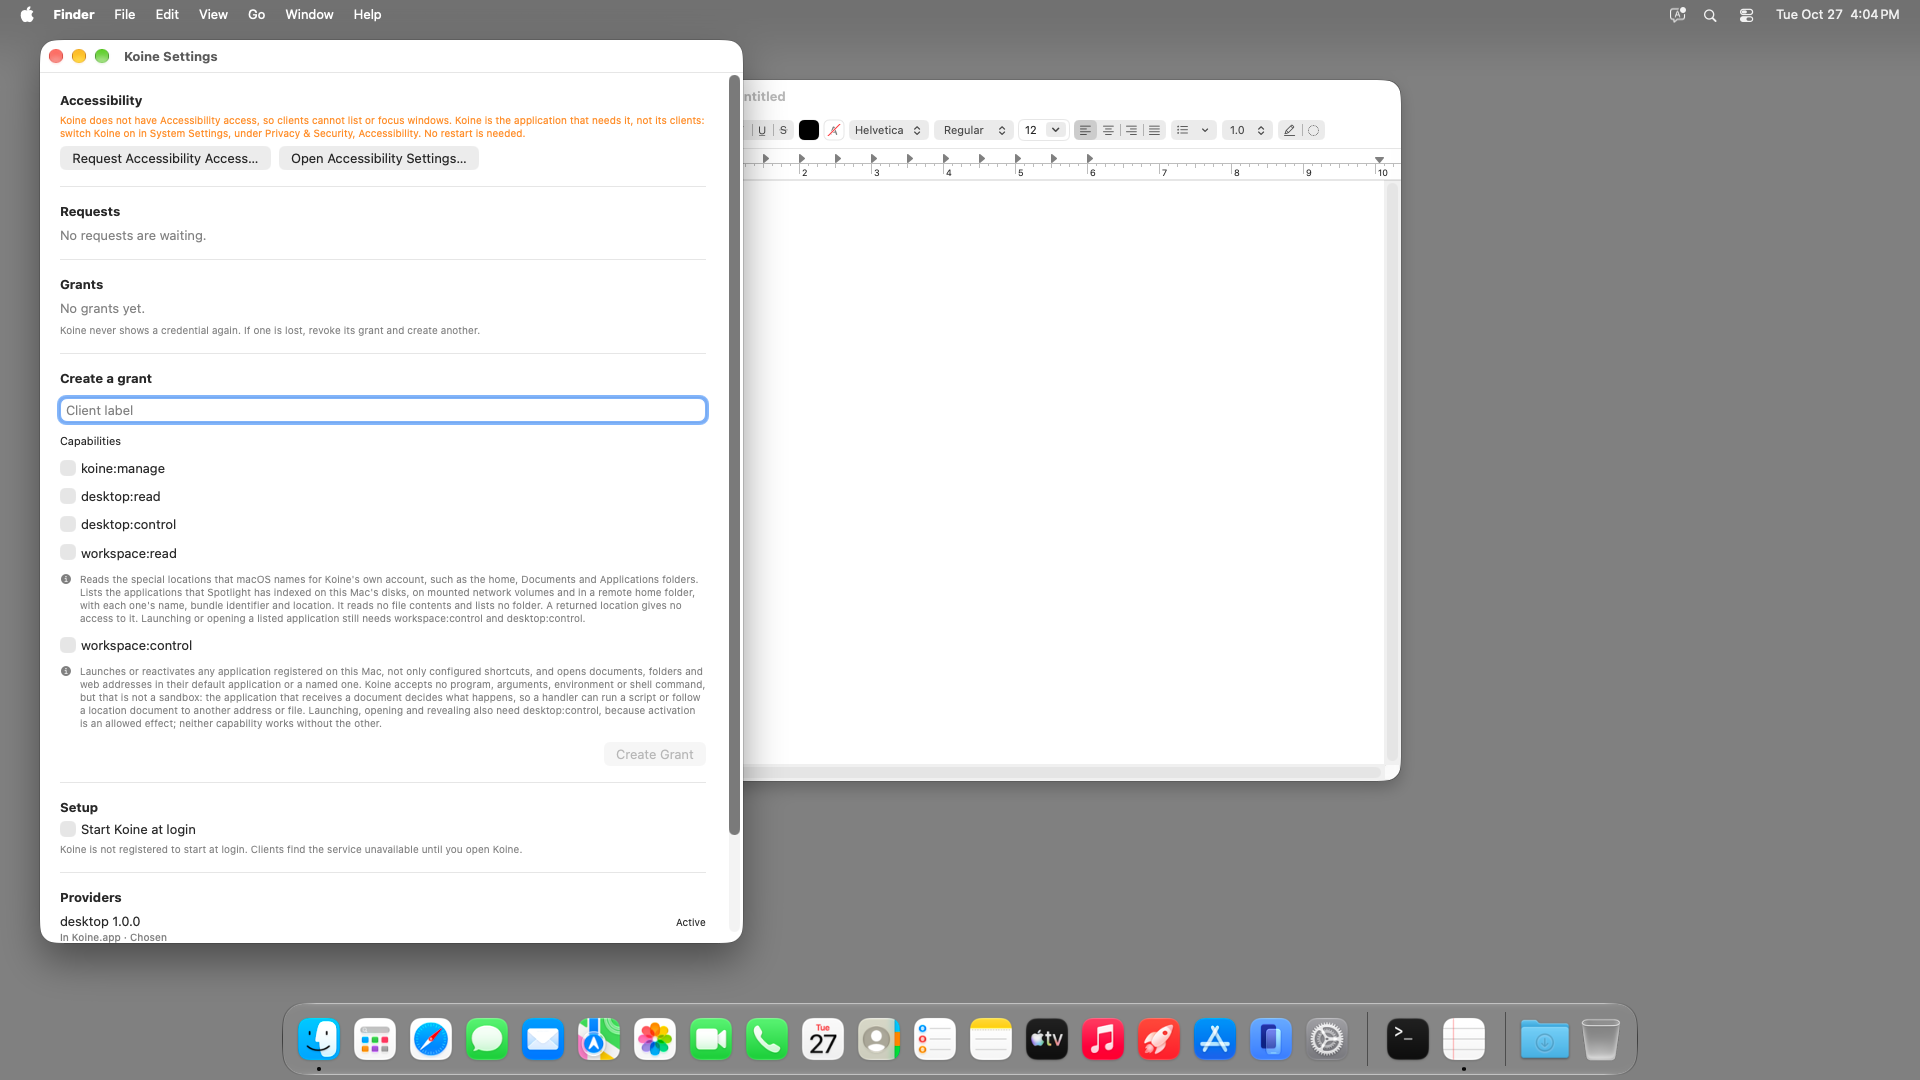 Finder File Edit View Go Window Help
Tue Oct 27 4:04 PM
Koine Settings
Accessibility
Koine does not have Accessibility access, so clients cannot list or focus windows. Koine is the application that needs it, not its clients:
switch Koine on in System Settings, under Privacy & Security, Accessibility. No restart is needed.
Request Accessibility Access...
Open Accessibility Settings...
Requests
No requests are waiting.
Grants
No grants yet.
Koine never shows a credential again. If one is lost, revoke its grant and create another.
Create a grant
Client label
Capabilities
koine:manage
desktop:read
desktop:control
workspace:read
Reads the special locations that macOS names for Koine's own account, such as the home, Documents and Applications folders.
Lists the applications that Spotlight has indexed on this Mac's disks, on mounted network volumes and in a remote home folder,
with each one's name, bundle identifier and location. It reads no file contents and lists no folder. A returned location gives no
access to it. Launching or opening a listed application still needs workspace:control and desktop:control.
workspace:control
Launches or reactivates any application registered on this Mac, not only configured shortcuts, and opens documents, folders and
web addresses in their default application or a named one. Koine accepts no program, arguments, environment or shell command,
but that is not a sandbox: the application that receives a document decides what happens, so a handler can run a script or follow
a location document to another address or file. Launching, opening and revealing also need desktop:control, because activation
is an allowed effect; neither capability works without the other.
Create Grant
Setup
Start Koine at login
Koine is not registered to start at login. Clients find the service unavailable until you open Koine.
Providers
desktop 1.0.0
Active
In Koine.app · Chosen
ntitled
U S Helvetica Regular 12 1.0
2 3 4 5 6 7 8 9 10
Tue
27
tv